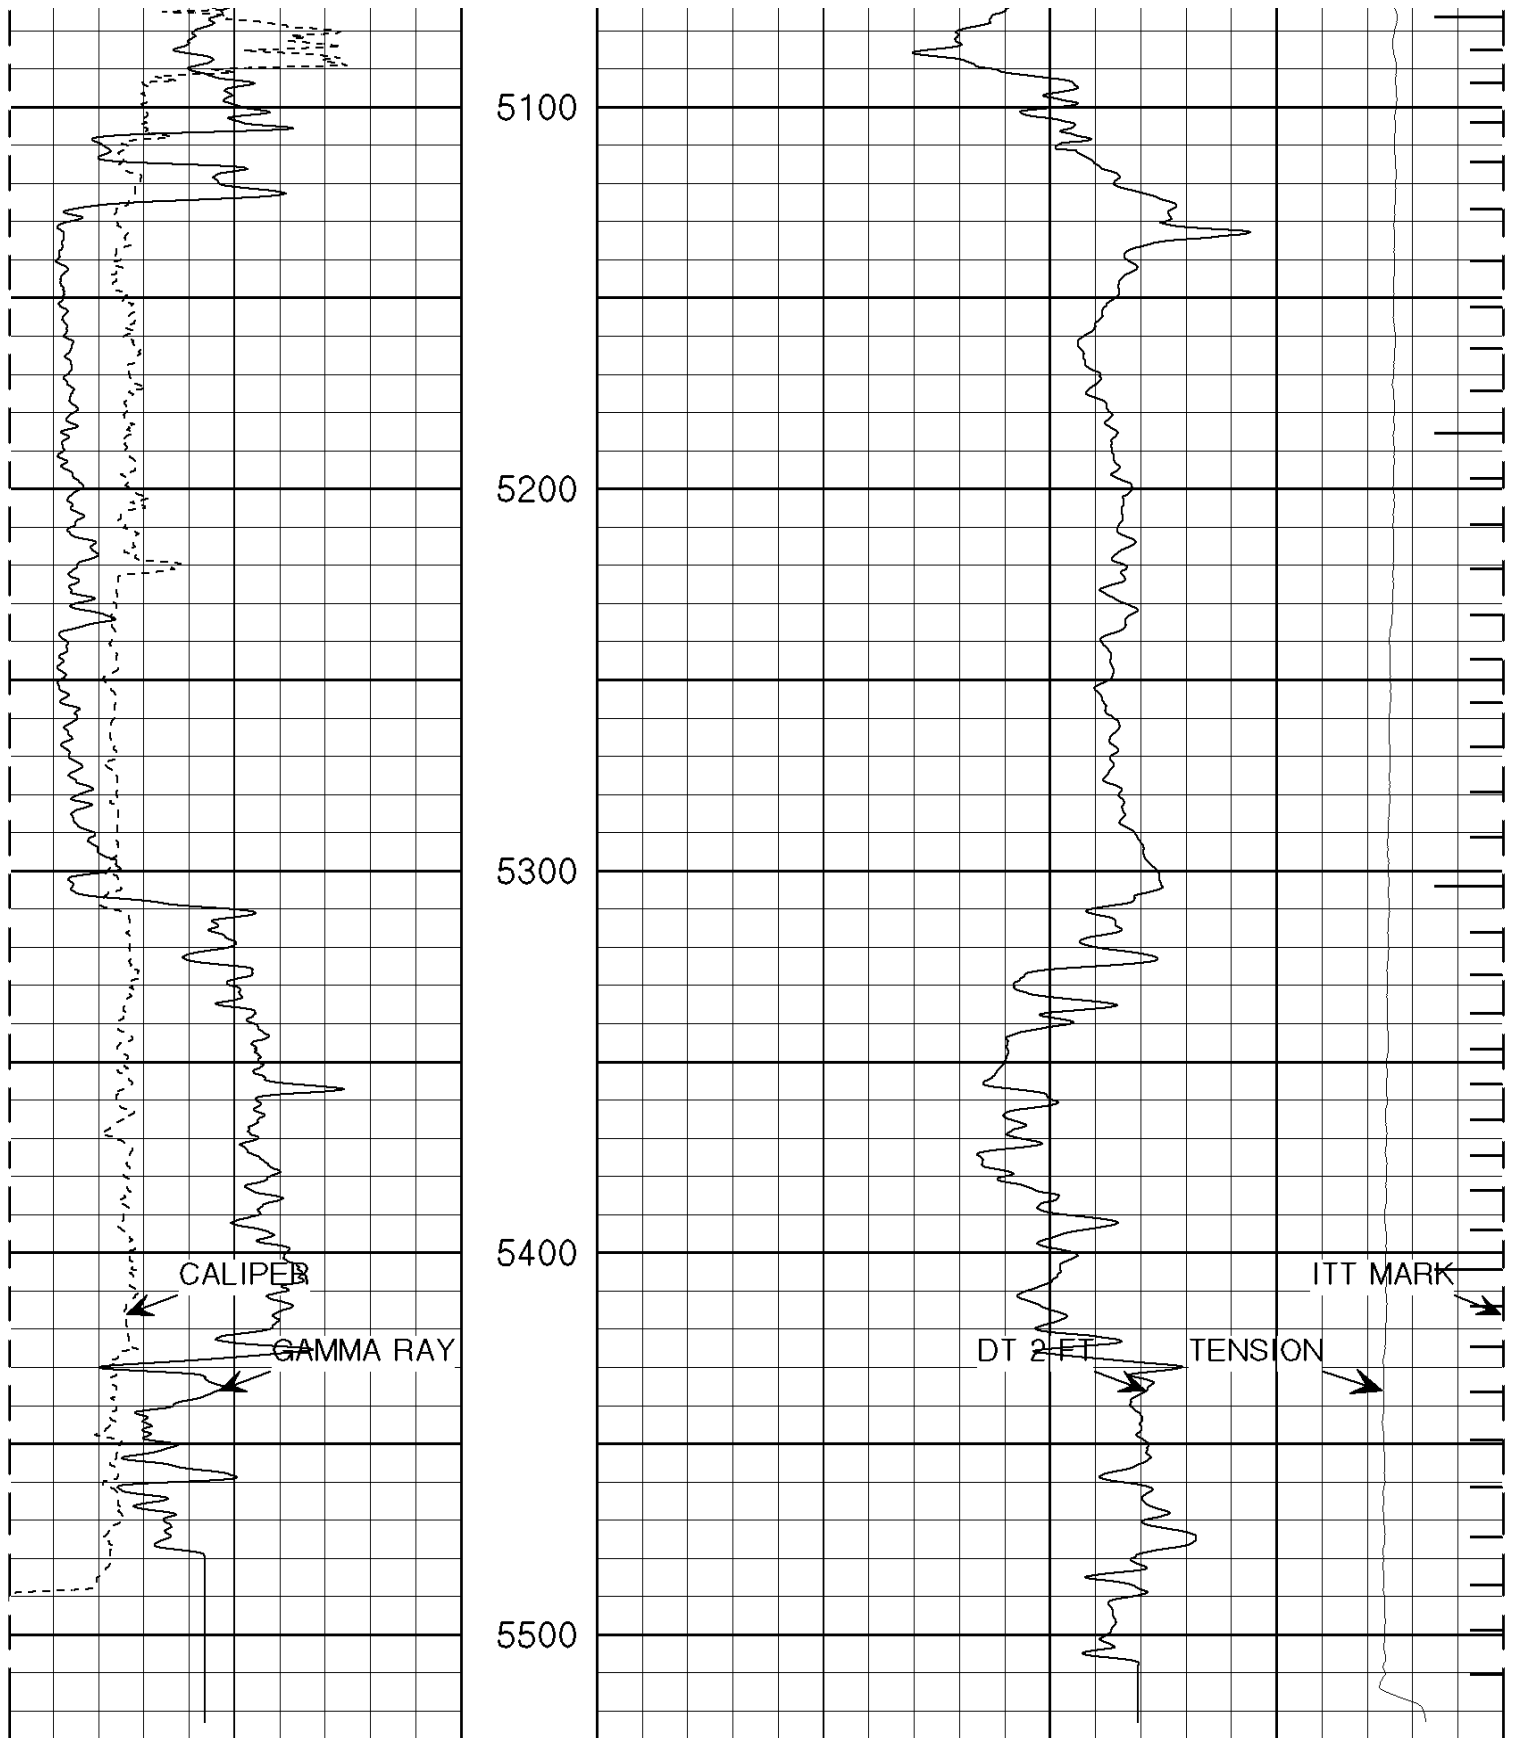 5100
5200
5300
5400
CALIPER
ITT MARK
GAMMA RAY
DT 2 FT
TENSION
5500